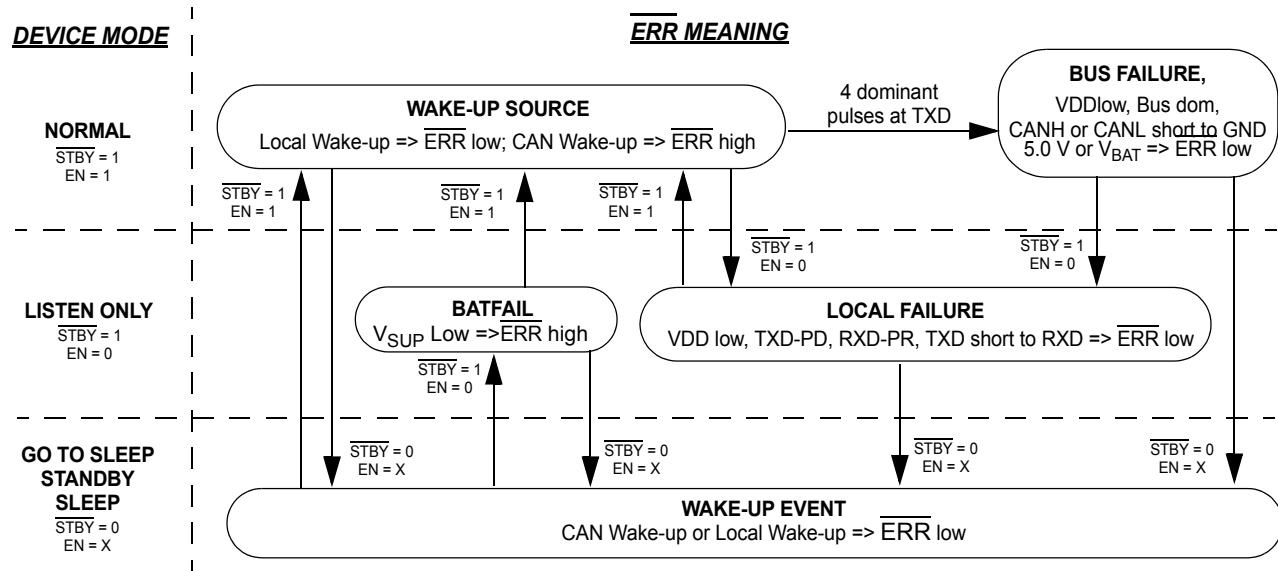 DEVICE MODE
ERR MEANING
NORMAL
STBY = 1
EN = 1
WAKE-UP SOURCE
Local Wake-up => ERR low; CAN Wake-up => ERR high
4 dominant
pulses at TXD
BUS FAILURE,
VDDlow, Bus dom,
CANH or CANL short to GND
5.0 V or VBAT => ERR low
STBY = 1
EN = 1
STBY = 1
EN = 1
STBY = 1
EN = 1
STBY = 1
EN = 0
STBY = 1
EN = 0
LISTEN ONLY
STBY = 1
EN = 0
BATFAIL
VSUP Low =>ERR high
LOCAL FAILURE
VDD low, TXD-PD, RXD-PR, TXD short to RXD => ERR low
STBY = 1
EN = 0
GO TO SLEEP
STANDBY
SLEEP
STBY = 0
EN = X
STBY = 0
EN = X
STBY = 0
EN = X
STBY = 0
EN = X
STBY = 0
EN = X
WAKE-UP EVENT
CAN Wake-up or Local Wake-up => ERR low